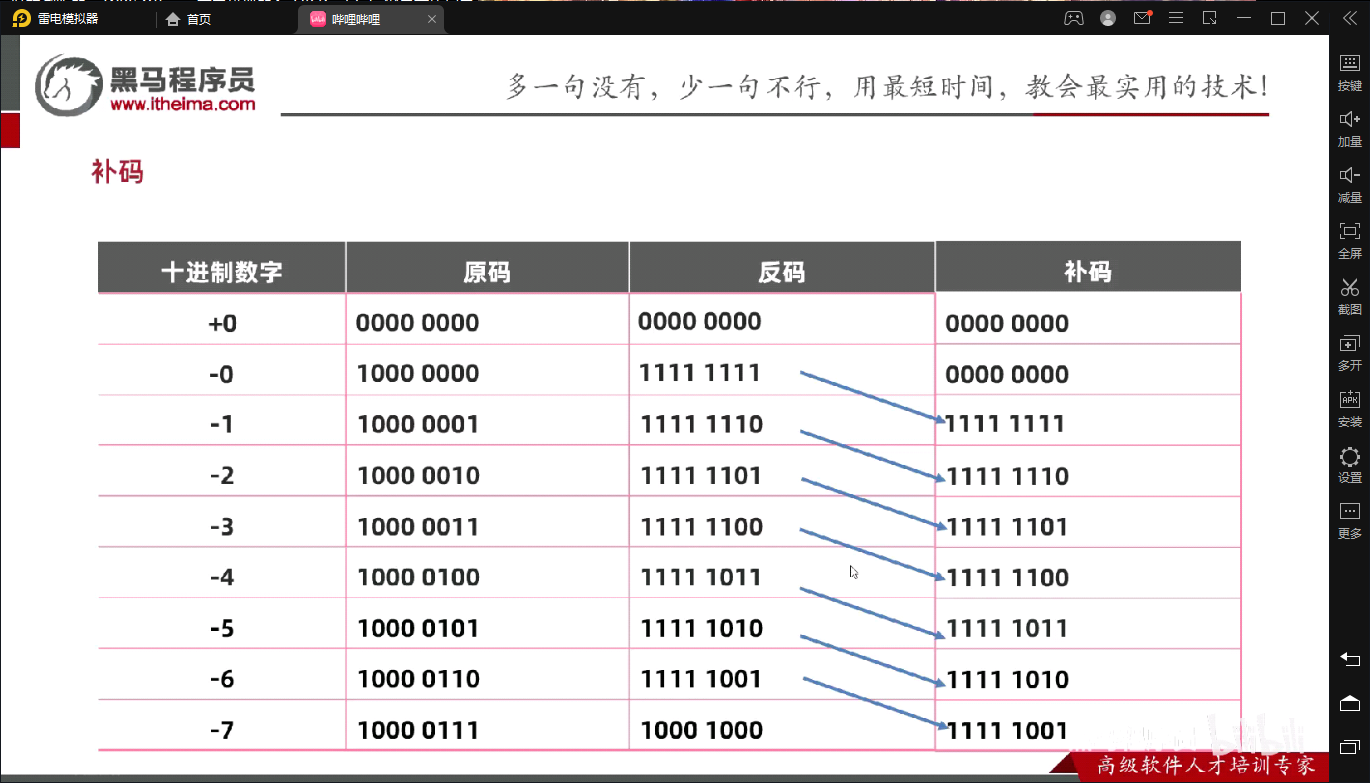 雷电模拟器
首页
哔哩哔哩
黑马程序员
www.itheima.com
多一句没有，少一句不行，用最短时间，教会最实用的技术！
补码
十进制数字 原码 反码 补码
+0 0000 0000 0000 0000 0000 0000
-0 1000 0000 1111 1111 0000 0000
-1 1000 0001 1111 1110 1111 1111
-2 1000 0010 1111 1101 1111 1110
-3 1000 0011 1111 1100 1111 1101
-4 1000 0100 1111 1011 1111 1100
-5 1000 0101 1111 1010 1111 1011
-6 1000 0110 1111 1001 1111 1010
-7 1000 0111 1000 1000 1111 1001
bilibili
高级软件人才培训专家
按键
加量
减量
全屏
截图
多开
APK
安装
设置
更多